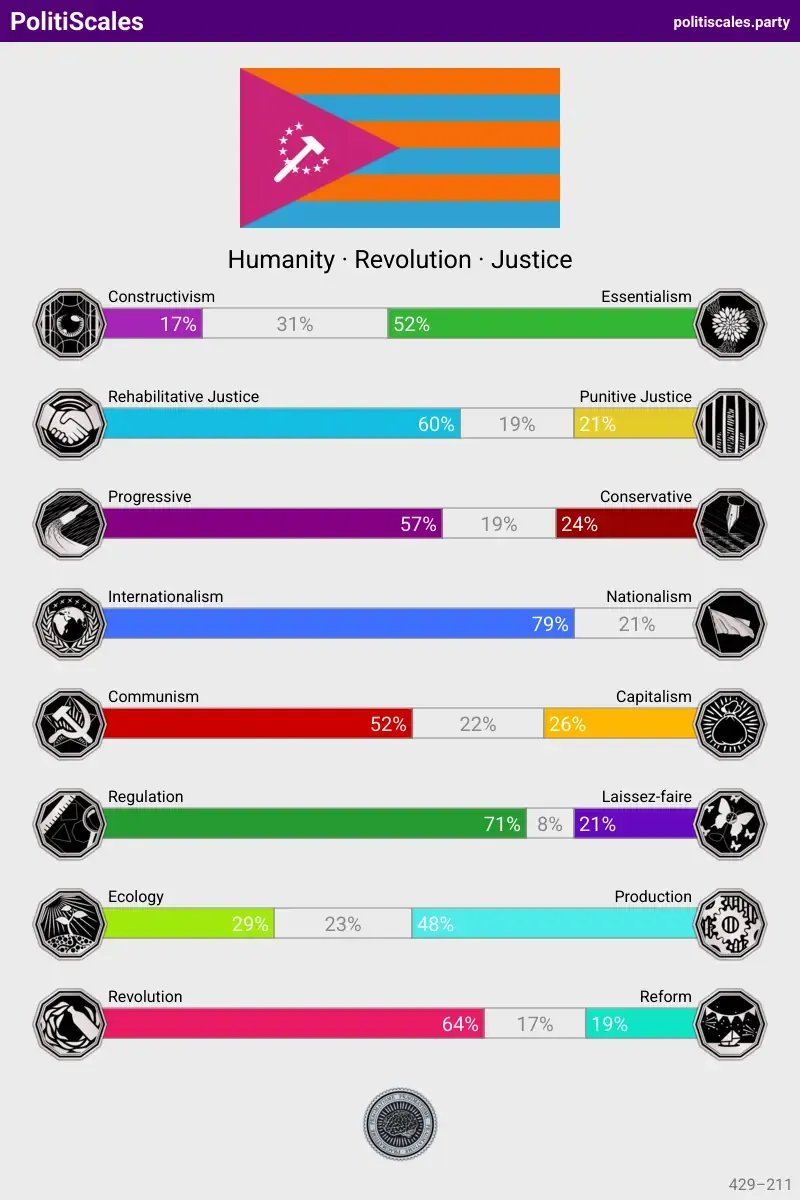 PolitiScales
politiscales.party
Humanity · Revolution · Justice
Constructivism
Essentialism
17%
31%
52%
Rehabilitative Justice
Punitive Justice
60%
19%
21%
Progressive
Conservative
57%
19%
24%
Internationalism
Nationalism
79%
21%
Communism
Capitalism
52%
22%
26%
Regulation
Laissez-faire
71%
8%
21%
Ecology
Production
29%
23%
48%
Revolution
Reform
64%
17%
19%
429–211